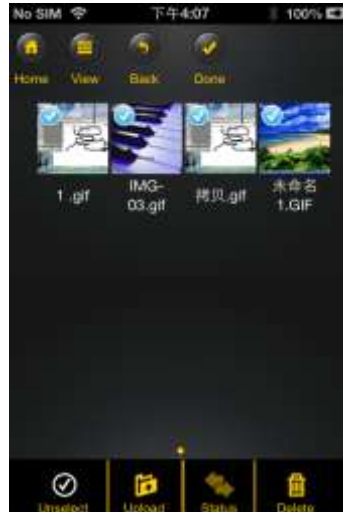 No SIM 下午4:07 100%
Home View Back Done
1 .gif
IMG-
03.gif
拷贝.gif
未命名
1.GIF
Unselect Upload Status Delete